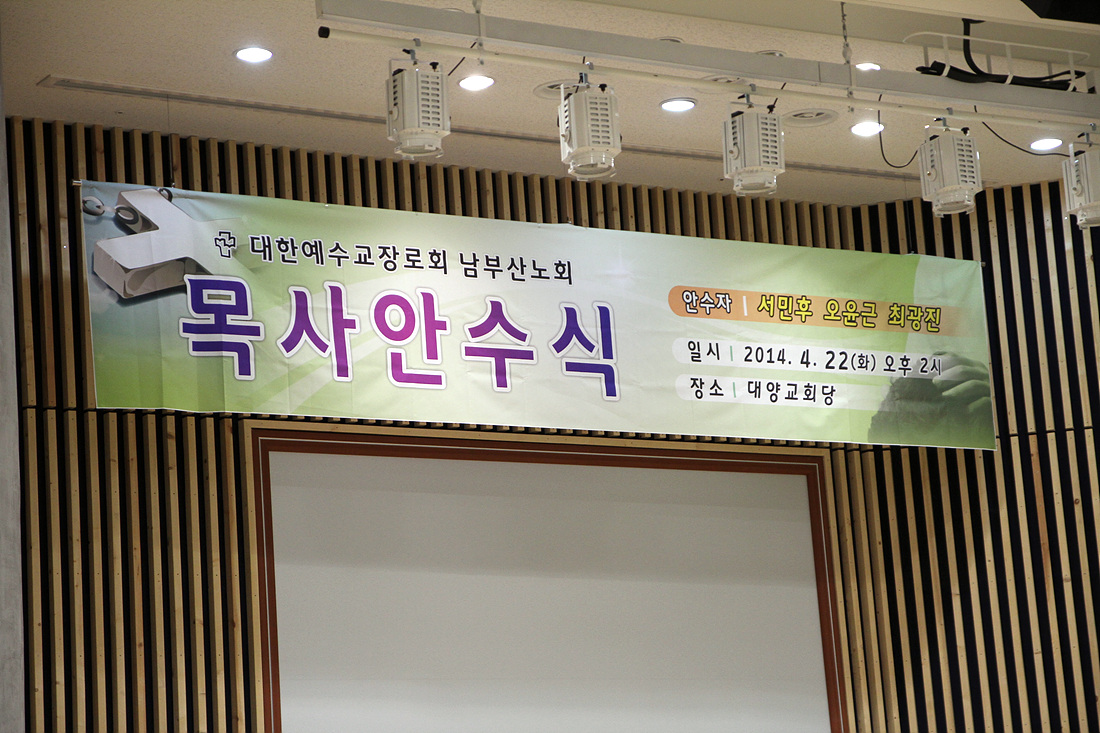 대한예수교장로회 남부산노회
목사안수식
안수자 | 서민후 오윤근 최광진
일시 | 2014. 4. 22(화) 오후 2시
장소 | 대양교회당